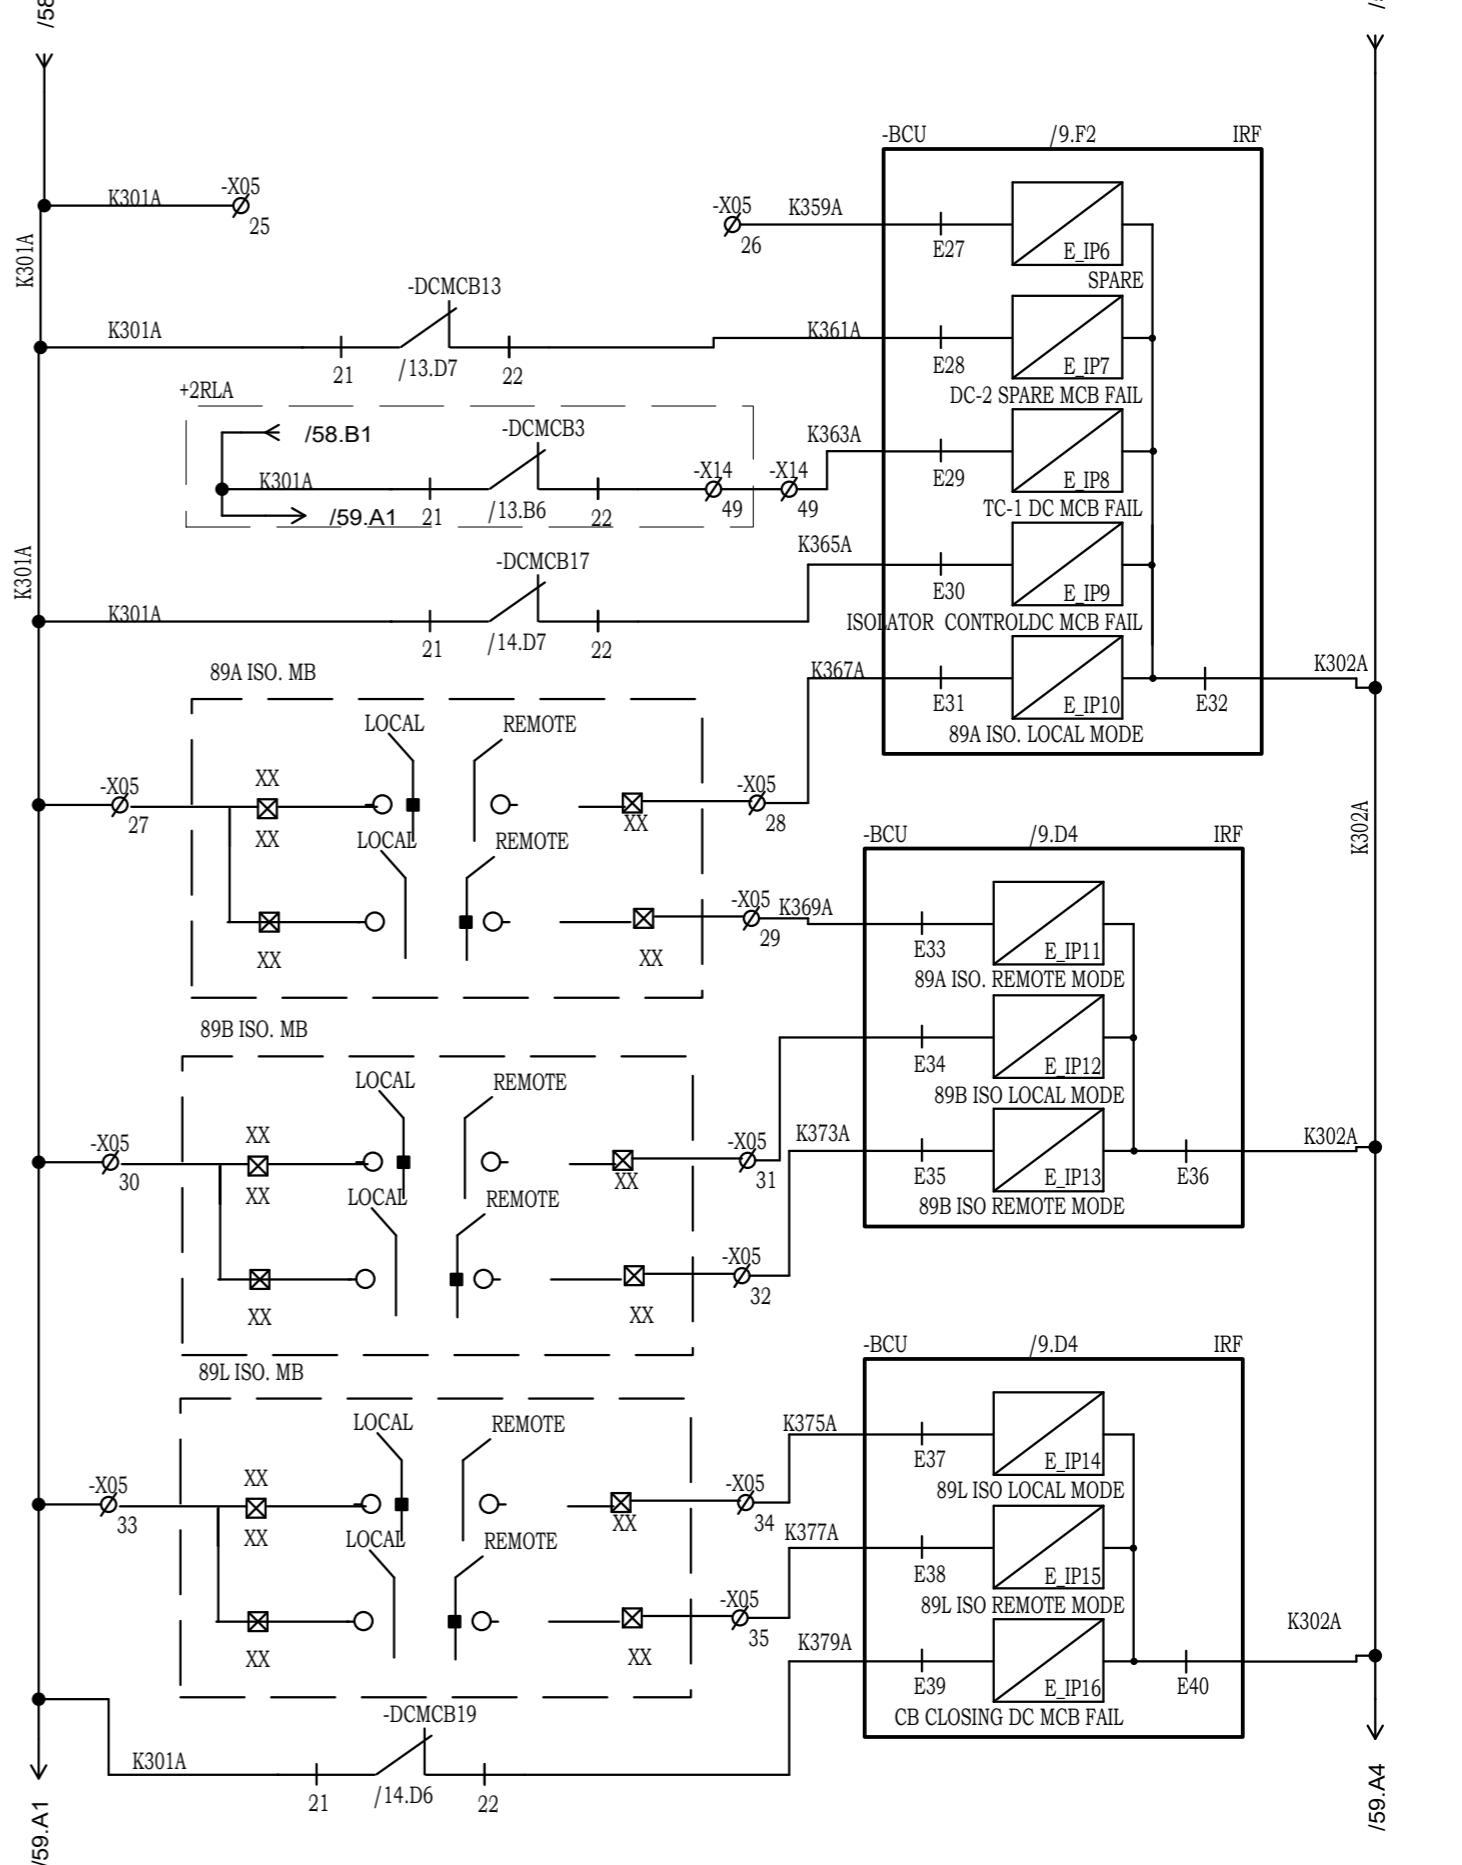 /58
-BCU /9.F2 IRF
K301A -X05 25
-X05 26 K359A E27 E_IP6
SPARE
K301A
-DCMCB13
K301A 21 /13.D7 22 K361A E28 E_IP7
DC-2 SPARE MCB FAIL
+2RLA
/58.B1
-DCMCB3
K301A 21 /13.B6 22 -X14 49 -X14 49 K363A E29 E_IP8
/59.A1
TC-1 DC MCB FAIL
K301A
-DCMCB17
K301A 21 /14.D7 22 K365A E30 E_IP9
ISOLATOR CONTROLDC MCB FAIL
K367A E31 E_IP10 E32 K302A
89A ISO. LOCAL MODE
89A ISO. MB
LOCAL REMOTE
-X05 27 XX XX XX -X05 28
LOCAL REMOTE
XX XX -X05 29 K369A
K302A
-BCU /9.D4 IRF
E33 E_IP11
89A ISO. REMOTE MODE
E34 E_IP12
89B ISO LOCAL MODE
K373A E35 E_IP13 E36 K302A
89B ISO REMOTE MODE
89B ISO. MB
LOCAL REMOTE
-X05 30 XX XX XX -X05 31
LOCAL REMOTE
XX XX -X05 32
89L ISO. MB
-BCU /9.D4 IRF
LOCAL REMOTE
K375A E37 E_IP14
89L ISO LOCAL MODE
-X05 33 XX XX XX -X05 34
LOCAL REMOTE
K377A E38 E_IP15
89L ISO REMOTE MODE
XX XX -X05 35
K379A E39 E_IP16 E40 K302A
CB CLOSING DC MCB FAIL
-DCMCB19
K301A 21 /14.D6 22
/59.A1
/59.A4